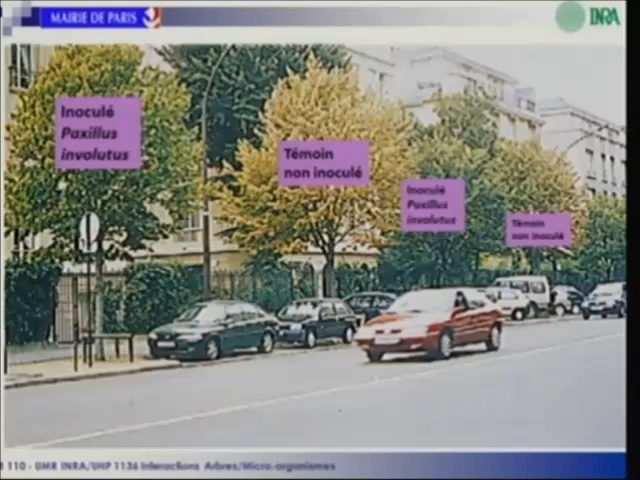 MAIRIE DE PARIS
INRA
Inoculé
Paxillus
involutus
Témoin
non inoculé
Inoculé
Paxillus
involutus
Témoin
non inoculé
110 - UMR INRA/UHP 1136 Interactions Arbres/Micro-organismes